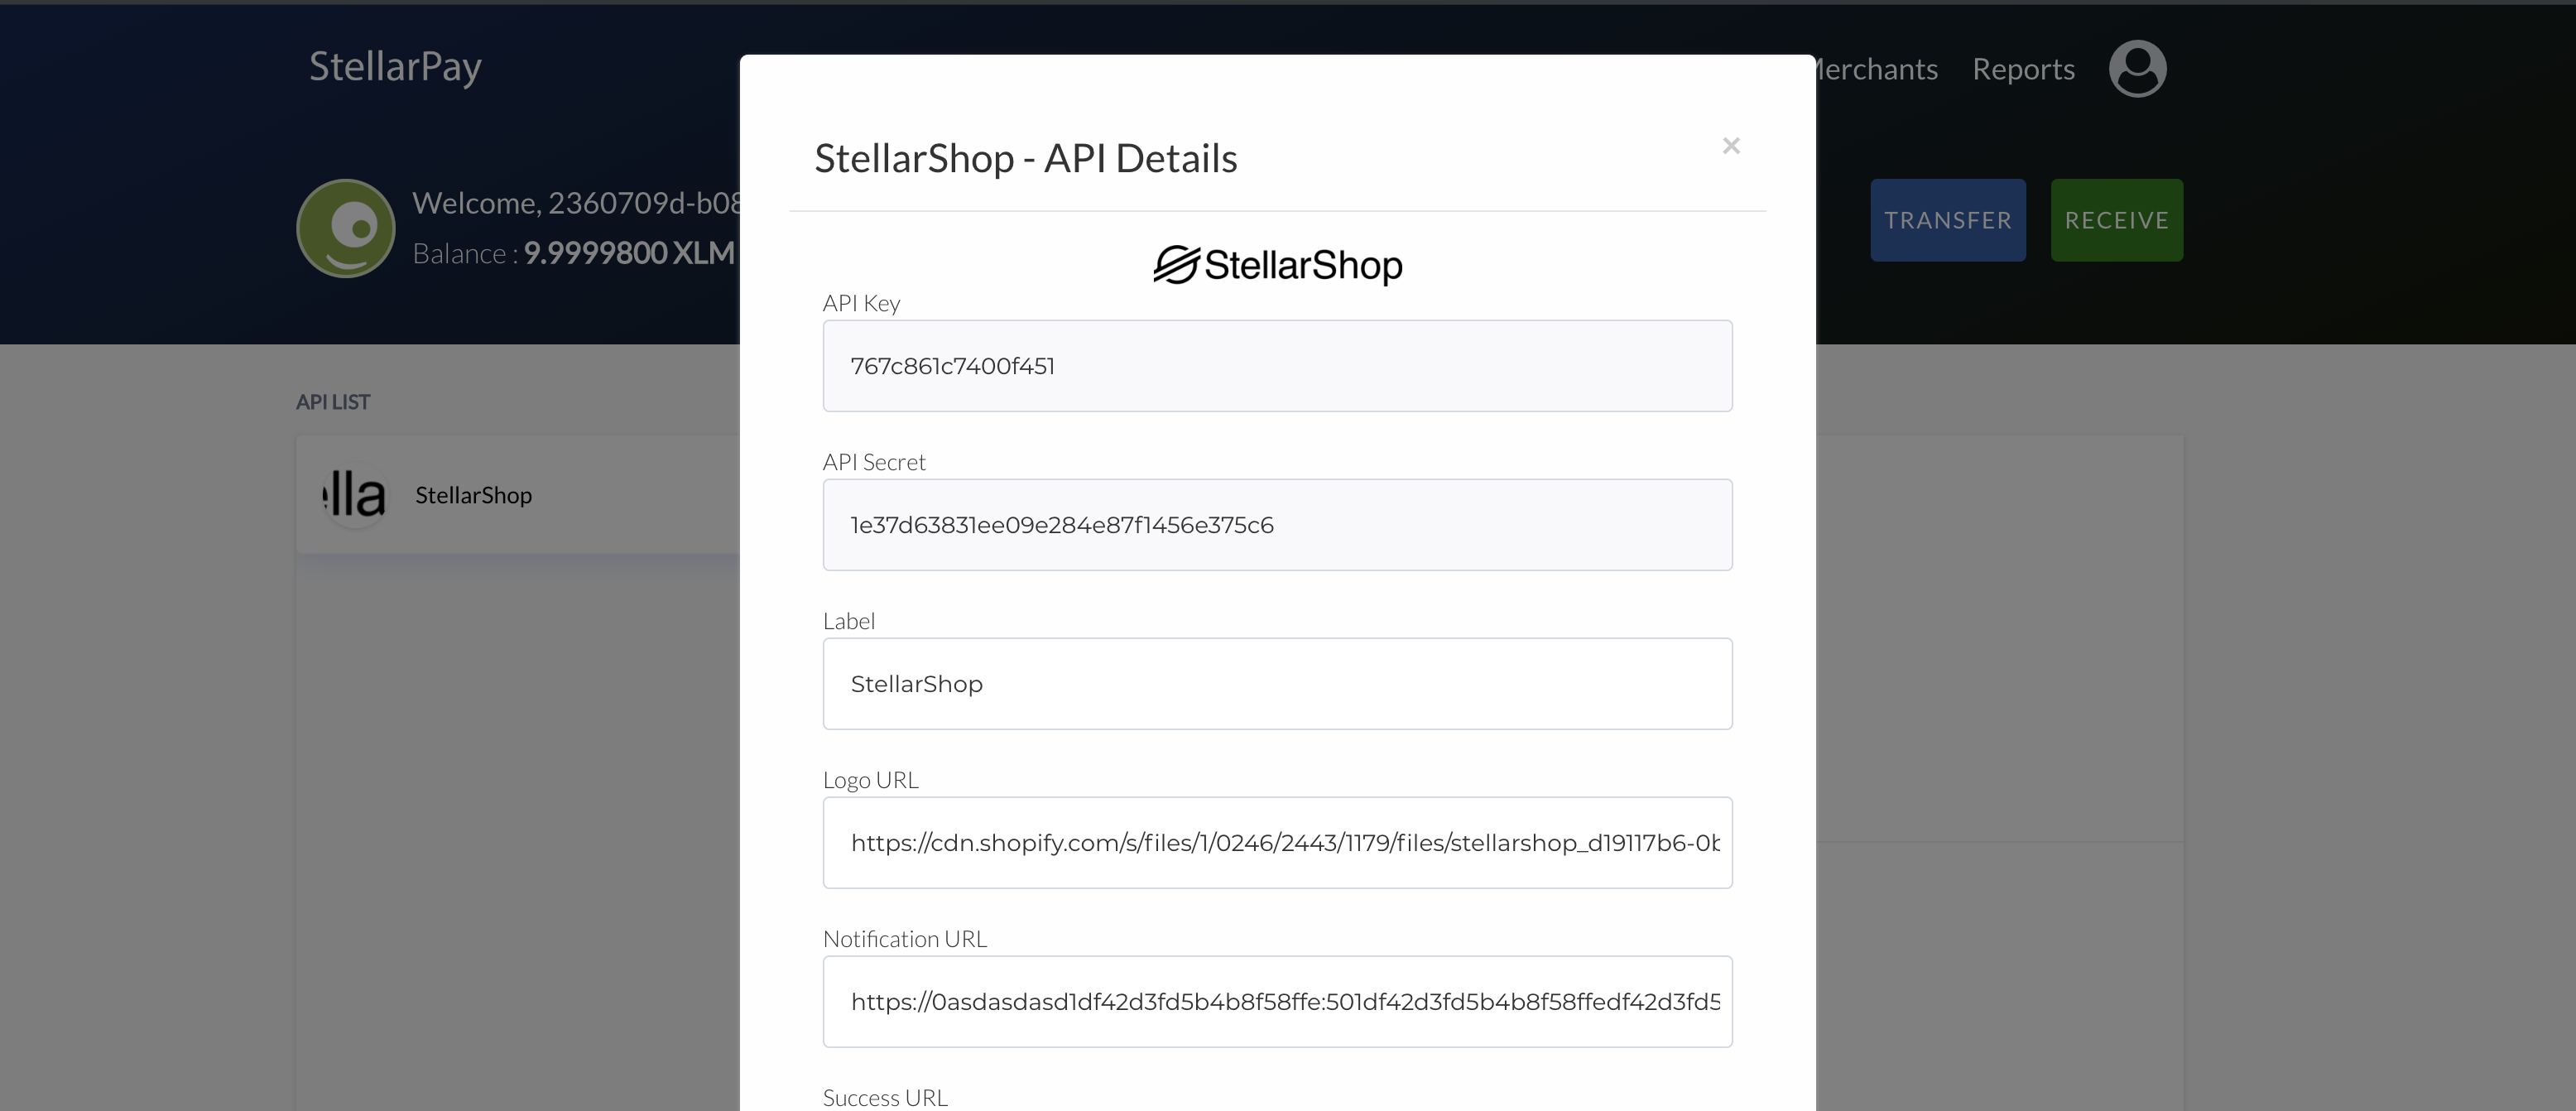 StellarPay
Merchants Reports
StellarShop - API Details
×
Welcome, 2360709d-b08
Balance : 9.9999800 XLM
TRANSFER
RECEIVE
StellarShop
API Key
767c861c7400f451
API LIST
ella
StellarShop
API Secret
1e37d63831ee09e284e87f1456e375c6
Label
StellarShop
Logo URL
https://cdn.shopify.com/s/files/1/0246/2443/1179/files/stellarshop_d19117b6-0b
Notification URL
https://0asdasdasd1df42d3fd5b4b8f58ffe:501df42d3fd5b4b8f58ffedf42d3fd5
Success URL